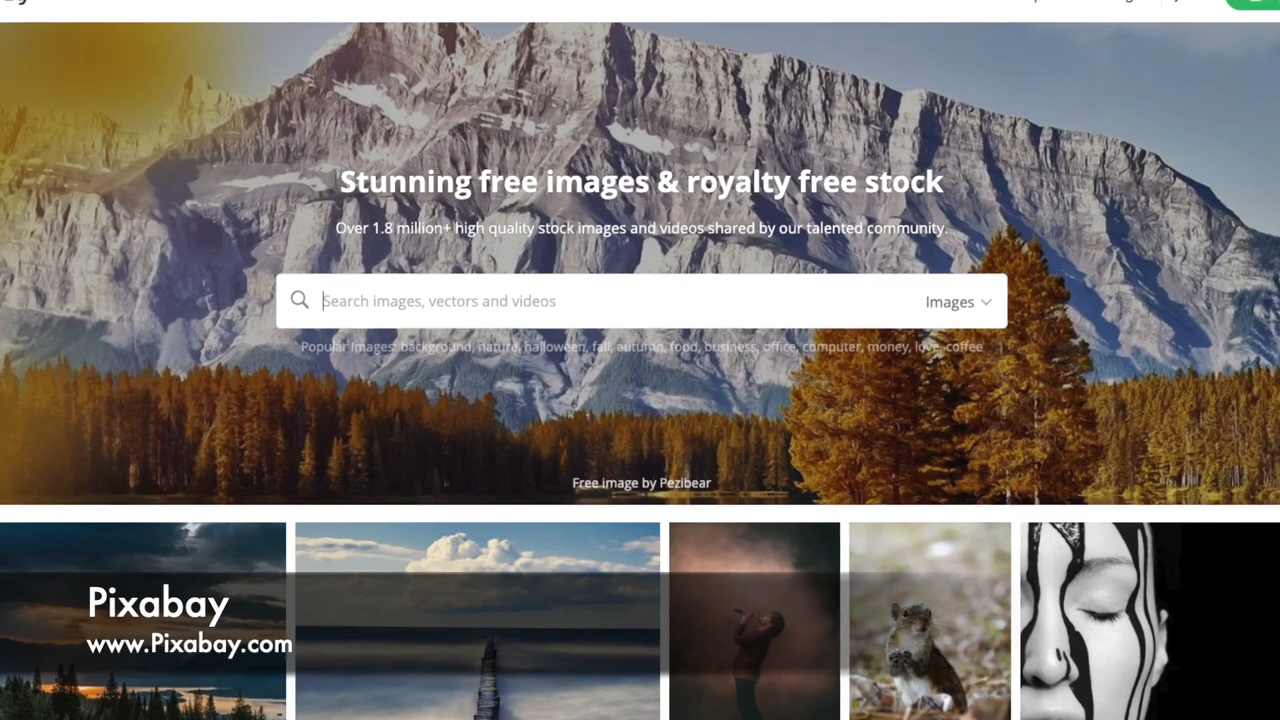 Stunning free images & royalty free stock
Over 1.8 million+ high quality stock images and videos shared by our talented community.
Search images, vectors and videos
Images
Popular Images: background, nature, halloween, fall, autumn, food, business, office, computer, money, love, coffee
Free image by Pezibear
Pixabay
www.Pixabay.com